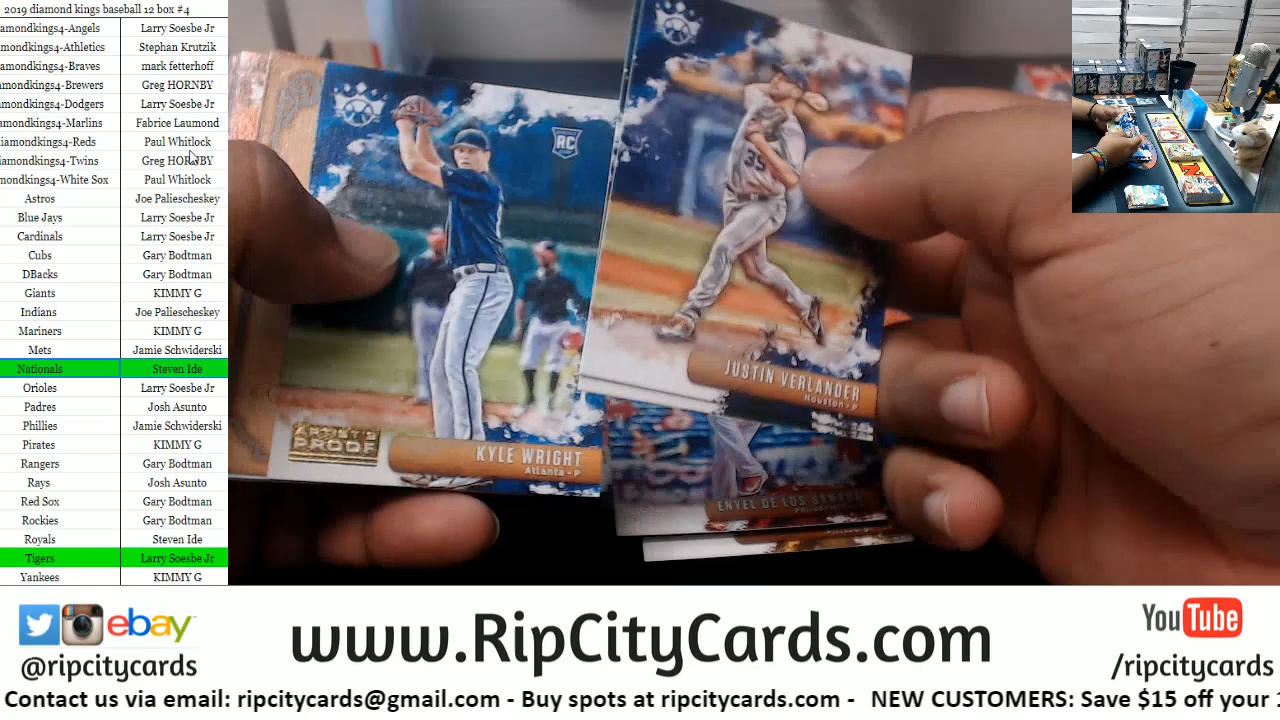 2019 diamond kings baseball 12 box #4
amondkings4-Angels Larry Soesbe Jr
mondkings4-Athletics Stephan Krutzik
amondkings4-Braves mark fetterhoff
amondkings4-Brewers Greg HORNBY
amondkings4-Dodgers Larry Soesbe Jr
amondkings4-Marlins Fabrice Laumond
iamondkings4-Reds Paul Whitlock
iamondkings4-Twins Greg HORNBY
mondkings4-White Sox Paul Whitlock
Astros Joe Paliescheskey
Blue Jays Larry Soesbe Jr
Cardinals Larry Soesbe Jr
Cubs Gary Bodtman
DBacks Gary Bodtman
Giants KIMMY G
Indians Joe Paliescheskey
Mariners KIMMY G
Mets Jamie Schwiderski
Nationals Steven Ide
Orioles Larry Soesbe Jr
Padres Josh Asunto
Phillies Jamie Schwiderski
Pirates KIMMY G
Rangers Gary Bodtman
Rays Josh Asunto
Red Sox Gary Bodtman
Rockies Gary Bodtman
Royals Steven Ide
Tigers Larry Soesbe Jr
Yankees KIMMY G
RC
35
JUSTIN VERLANDER
Houston - P
ARTIST'S
PROOF
KYLE WRIGHT
Atlanta - P
ENYEL DE LOS
ebay
@ripcitycards
www.RipCityCards.com
YouTube
/ripcitycards
Contact us via email: ripcitycards@gmail.com - Buy spots at ripcitycards.com - NEW CUSTOMERS: Save $15 off your